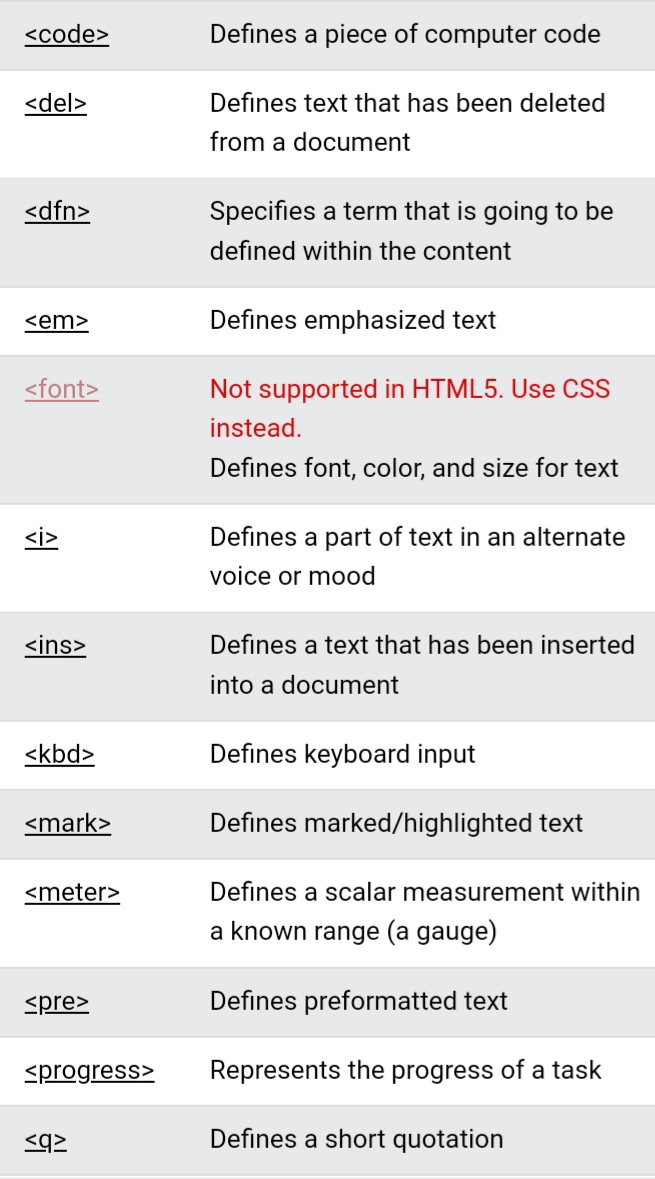 <code> Defines a piece of computer code
<del> Defines text that has been deleted
from a document
<dfn> Specifies a term that is going to be
defined within the content
<em> Defines emphasized text
<font> Not supported in HTML5. Use CSS
instead.
Defines font, color, and size for text
<i> Defines a part of text in an alternate
voice or mood
<ins> Defines a text that has been inserted
into a document
<kbd> Defines keyboard input
<mark> Defines marked/highlighted text
<meter> Defines a scalar measurement within
a known range (a gauge)
<pre> Defines preformatted text
<progress> Represents the progress of a task
<q> Defines a short quotation